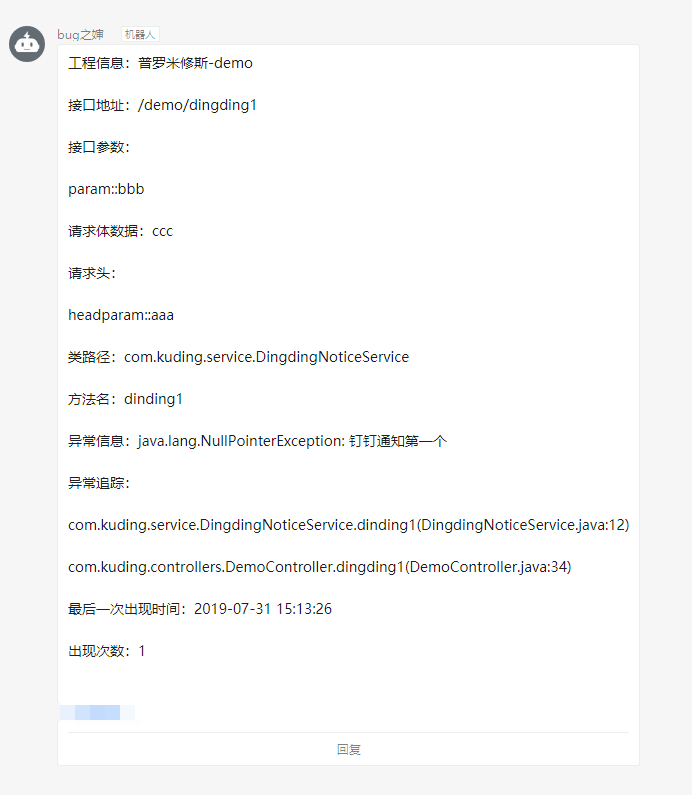 bug之婶 机器人
工程信息：普罗米修斯-demo
接口地址：/demo/dingding1
接口参数：
param::bbb
请求体数据：ccc
请求头：
headparam::aaa
类路径：com.kuding.service.DingdingNoticeService
方法名：dinding1
异常信息：java.lang.NullPointerException: 钉钉通知第一个
异常追踪：
com.kuding.service.DingdingNoticeService.dinding1(DingdingNoticeService.java:12)
com.kuding.controllers.DemoController.dingding1(DemoController.java:34)
最后一次出现时间：2019-07-31 15:13:26
出现次数：1
回复